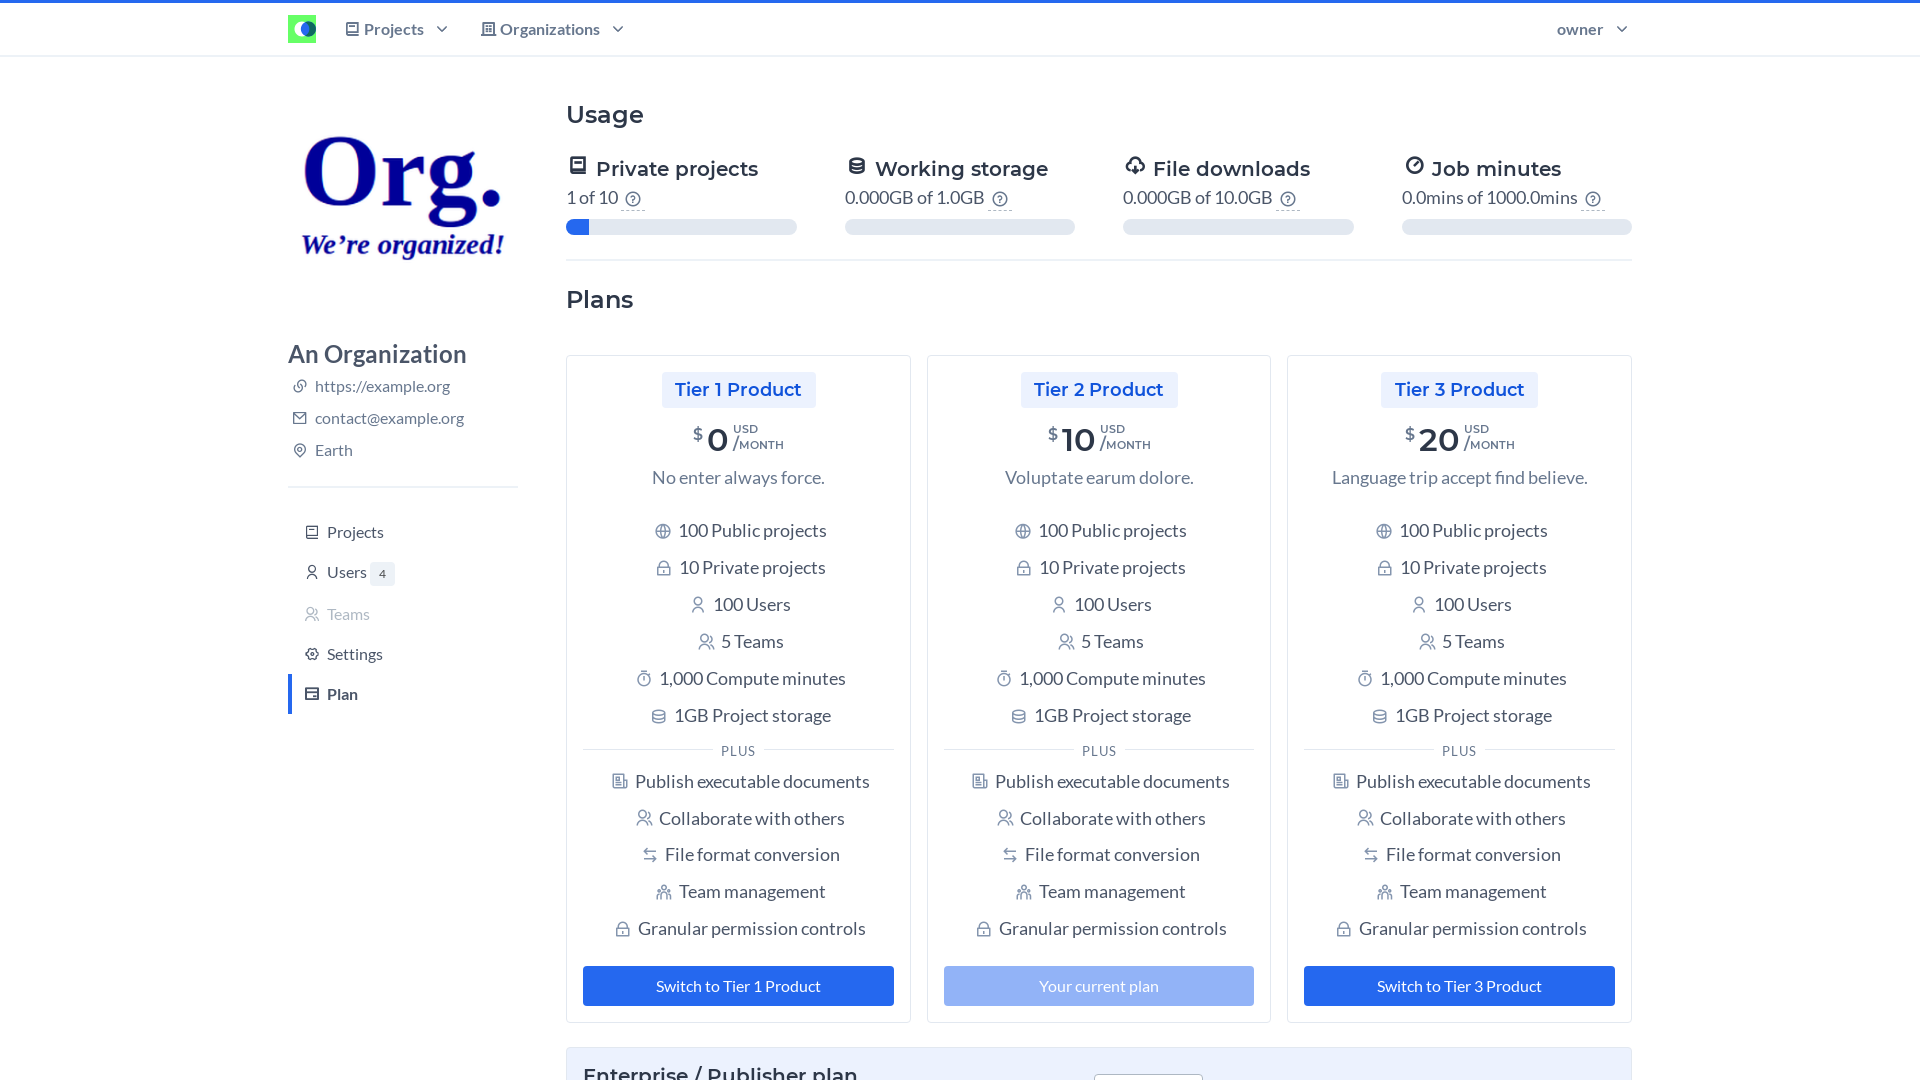 Projects
Organizations
owner
Org.
We're organized!
An Organization
https://example.org
contact@example.org
Earth
Projects
Users 4
Teams
Settings
Plan
Usage
Private projects
1 of 10
Working storage
0.000GB of 1.0GB
File downloads
0.000GB of 10.0GB
Job minutes
0.0mins of 1000.0mins
Plans
Tier 1 Product
$ 0 USD
/MONTH
No enter always force.
100 Public projects
10 Private projects
100 Users
5 Teams
1,000 Compute minutes
1GB Project storage
PLUS
Publish executable documents
Collaborate with others
File format conversion
Team management
Granular permission controls
Switch to Tier 1 Product
Tier 2 Product
$ 10 USD
/MONTH
Voluptate earum dolore.
100 Public projects
10 Private projects
100 Users
5 Teams
1,000 Compute minutes
1GB Project storage
PLUS
Publish executable documents
Collaborate with others
File format conversion
Team management
Granular permission controls
Your current plan
Tier 3 Product
$ 20 USD
/MONTH
Language trip accept find believe.
100 Public projects
10 Private projects
100 Users
5 Teams
1,000 Compute minutes
1GB Project storage
PLUS
Publish executable documents
Collaborate with others
File format conversion
Team management
Granular permission controls
Switch to Tier 3 Product
Enterprise / Publisher plan